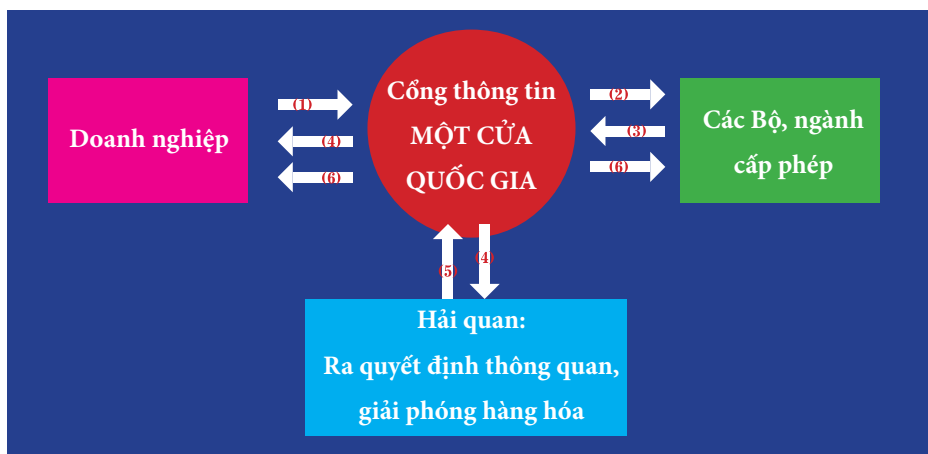 Doanh nghiệp
(1)
(4)
(6)
Cổng thông tin
MỘT CỬA
QUỐC GIA
(2)
(3)
(6)
Các Bộ, ngành
cấp phép
(5)
(4)
Hải quan:
Ra quyết định thông quan,
giải phóng hàng hóa